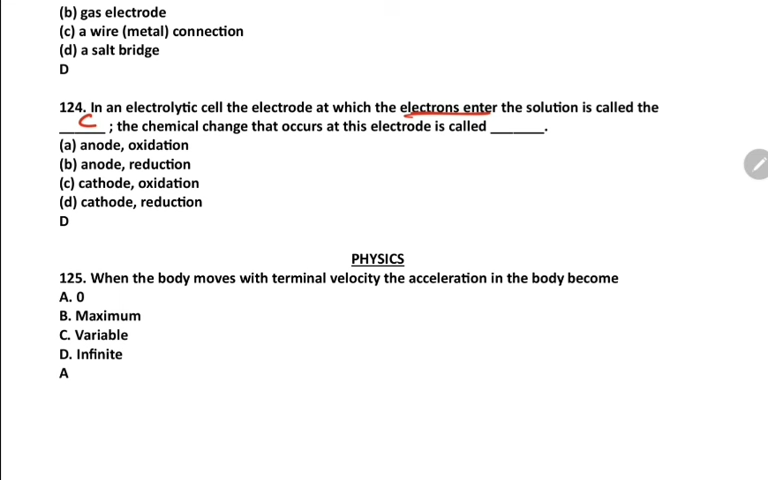 (b) gas electrode
(c) a wire (metal) connection
(d) a salt bridge
D
124. In an electrolytic cell the electrode at which the electrons enter the solution is called the
___C___ ; the chemical change that occurs at this electrode is called _______.
(a) anode, oxidation
(b) anode, reduction
(c) cathode, oxidation
(d) cathode, reduction
D
PHYSICS
125. When the body moves with terminal velocity the acceleration in the body become
A. 0
B. Maximum
C. Variable
D. Infinite
A